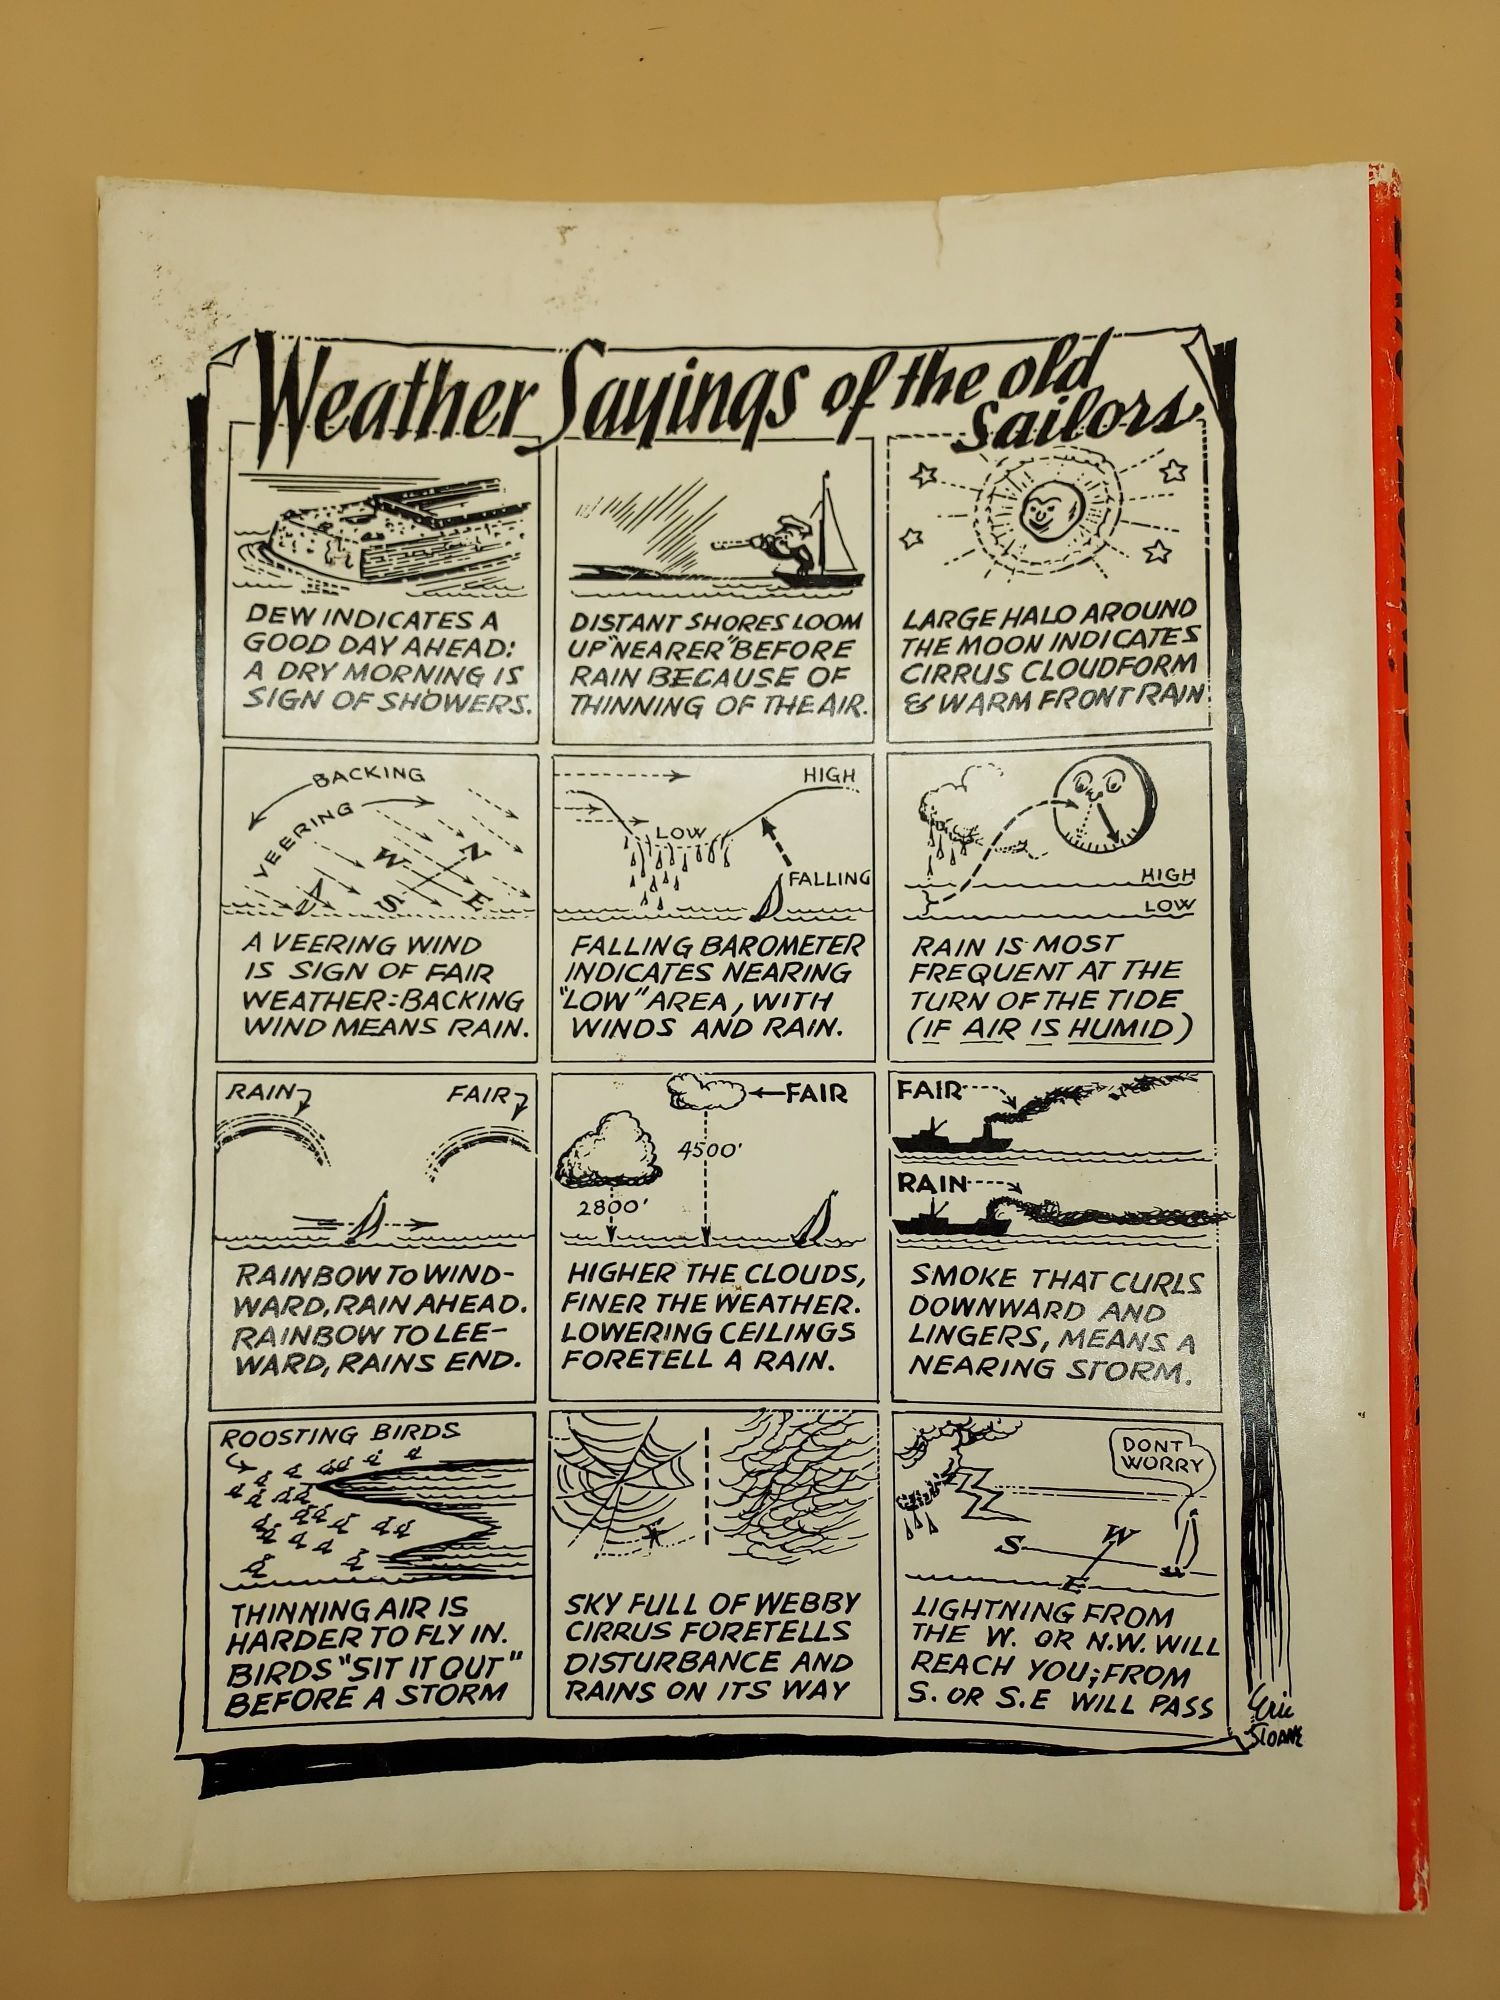 Weather Sayings of the old
Sailors
DEW INDICATES A
GOOD DAY AHEAD:
A DRY MORNING IS
SIGN OF SHOWERS.
DISTANT SHORES LOOM
UP "NEARER" BEFORE
RAIN BECAUSE OF
THINNING OF THE AIR.
LARGE HALO AROUND
THE MOON INDICATES
CIRRUS CLOUDFORM
& WARM FRONT RAIN
BACKING
VEERING
W N
S E
A VEERING WIND
IS SIGN OF FAIR
WEATHER: BACKING
WIND MEANS RAIN.
HIGH
LOW
FALLING
FALLING BAROMETER
INDICATES NEARING
"LOW" AREA, WITH
WINDS AND RAIN.
HIGH
LOW
RAIN IS MOST
FREQUENT AT THE
TURN OF THE TIDE
(IF AIR IS HUMID)
RAIN FAIR
RAINBOW TO WIND-
WARD, RAIN AHEAD.
RAINBOW TO LEE-
WARD, RAINS END.
FAIR
4500'
2800'
HIGHER THE CLOUDS,
FINER THE WEATHER.
LOWERING CEILINGS
FORETELL A RAIN.
FAIR
RAIN
SMOKE THAT CURLS
DOWNWARD AND
LINGERS, MEANS A
NEARING STORM.
ROOSTING BIRDS
THINNING AIR IS
HARDER TO FLY IN.
BIRDS "SIT IT OUT"
BEFORE A STORM
SKY FULL OF WEBBY
CIRRUS FORETELLS
DISTURBANCE AND
RAINS ON ITS WAY
DONT
WORRY
S W
E
LIGHTNING FROM
THE W. OR N.W. WILL
REACH YOU; FROM
S. OR S.E WILL PASS
Eric
SLOANE